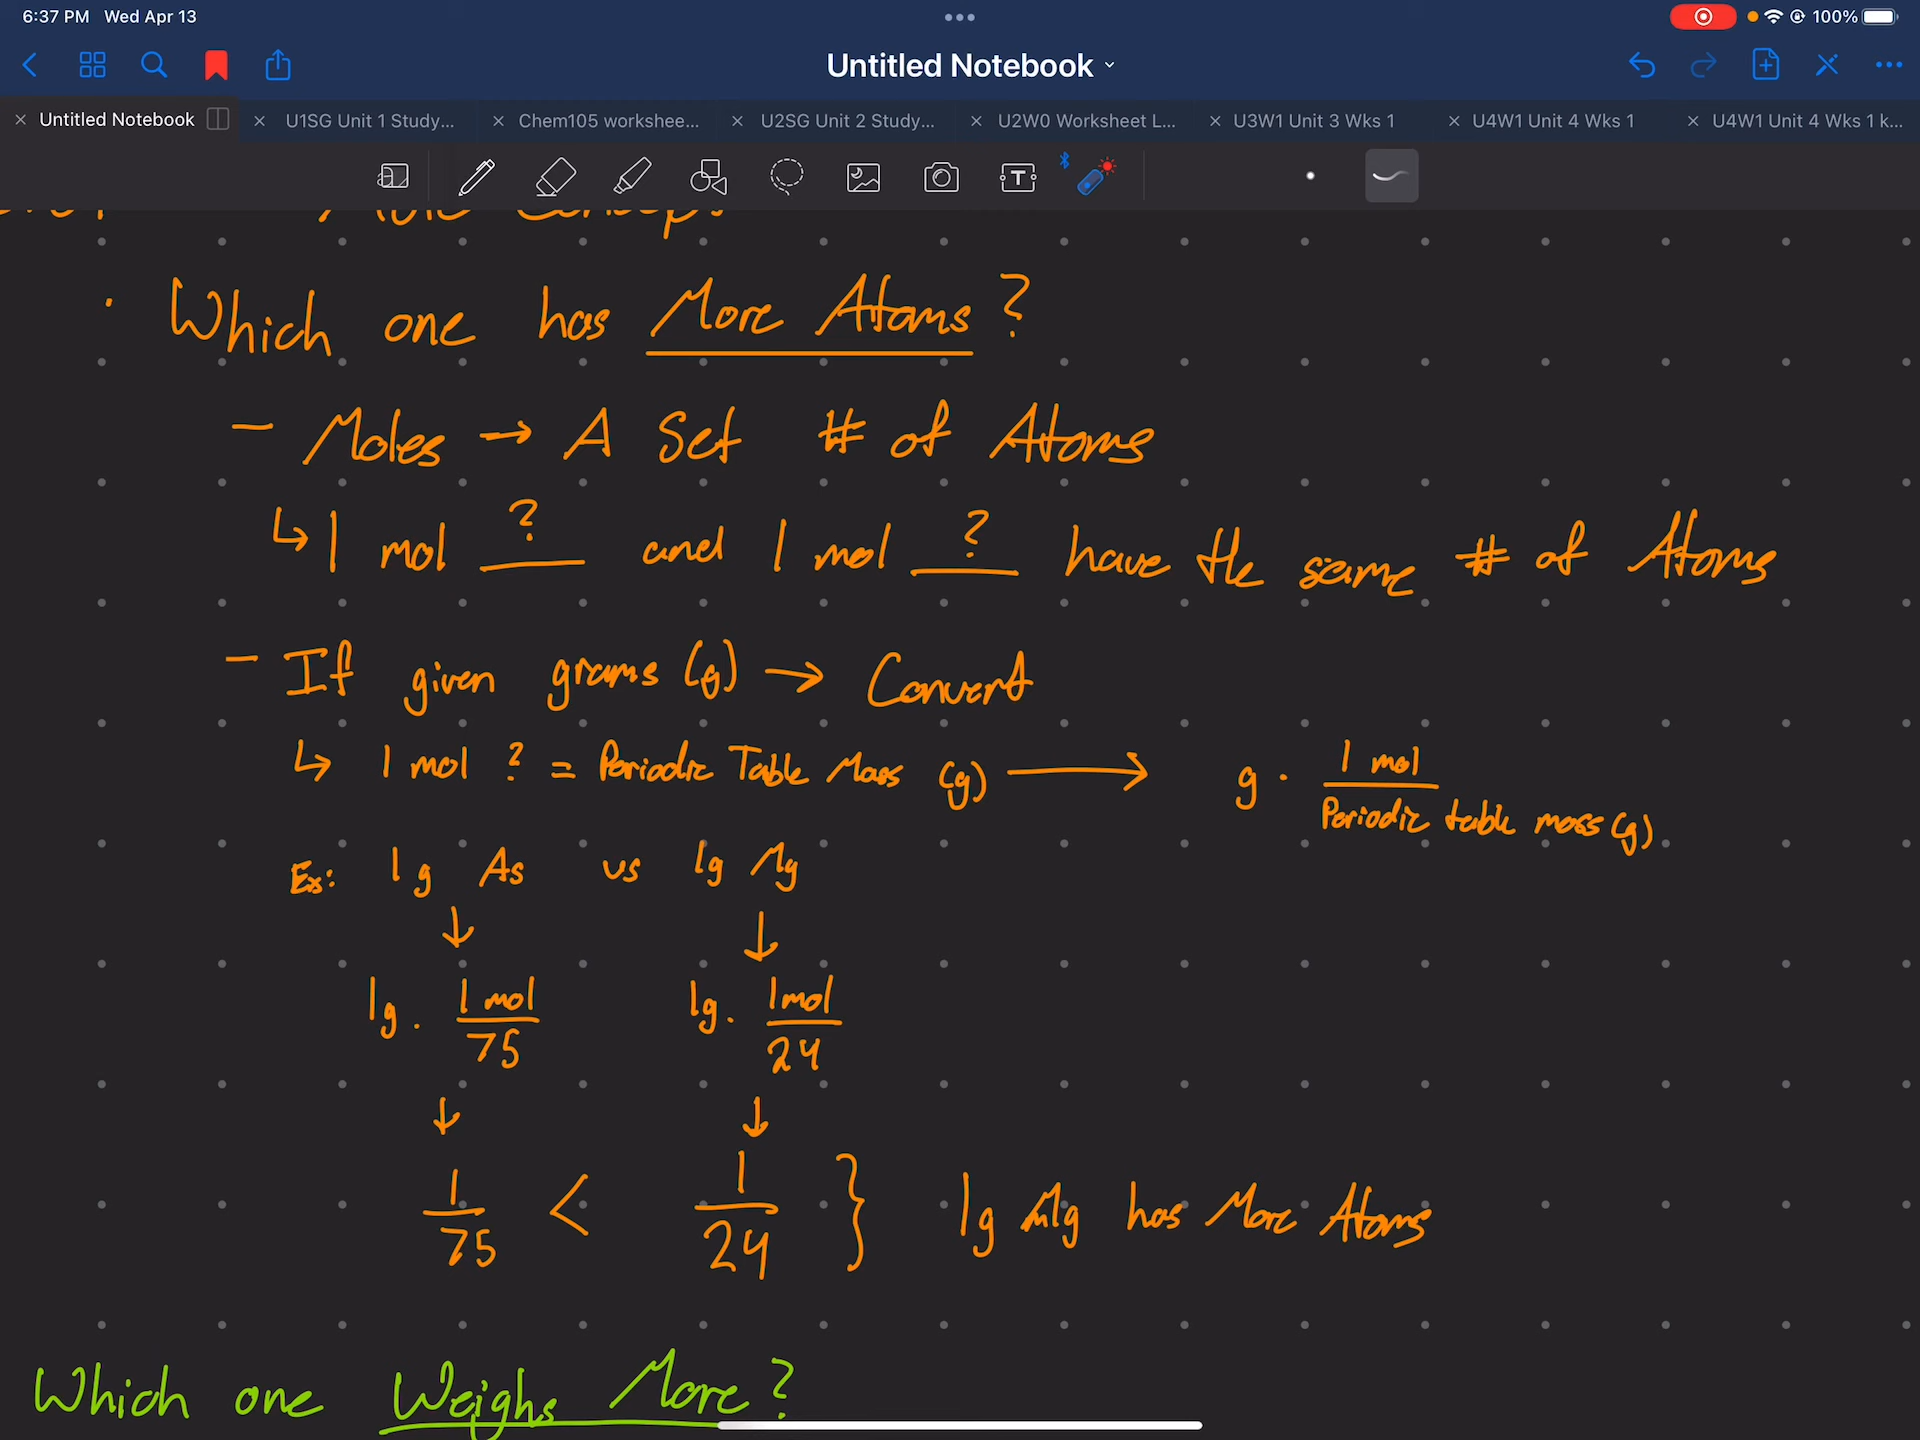 6:37 PM Wed Apr 13
100%
Untitled Notebook
Untitled Notebook
U1SG Unit 1 Study...
Chem105 workshee...
U2SG Unit 2 Study...
U2W0 Worksheet L...
U3W1 Unit 3 Wks 1
U4W1 Unit 4 Wks 1
U4W1 Unit 4 Wks 1 k...
Mole Concept
· Which one has More Atoms?
- Moles → A Set # of Atoms
↳ 1 mol ? and 1 mol ? have the same # of Atoms
- If given grams (g) → Convert
↳ 1 mol ? = Periodic Table Mass (g) → g · 1 mol / Periodic table mass (g)
Ex: 1g As vs 1g Mg
↓ ↓
1g · 1 mol / 75 1g · 1 mol / 24
↓ ↓
1/75 < 1/24 } 1g Mg has More Atoms
Which one Weighs More?